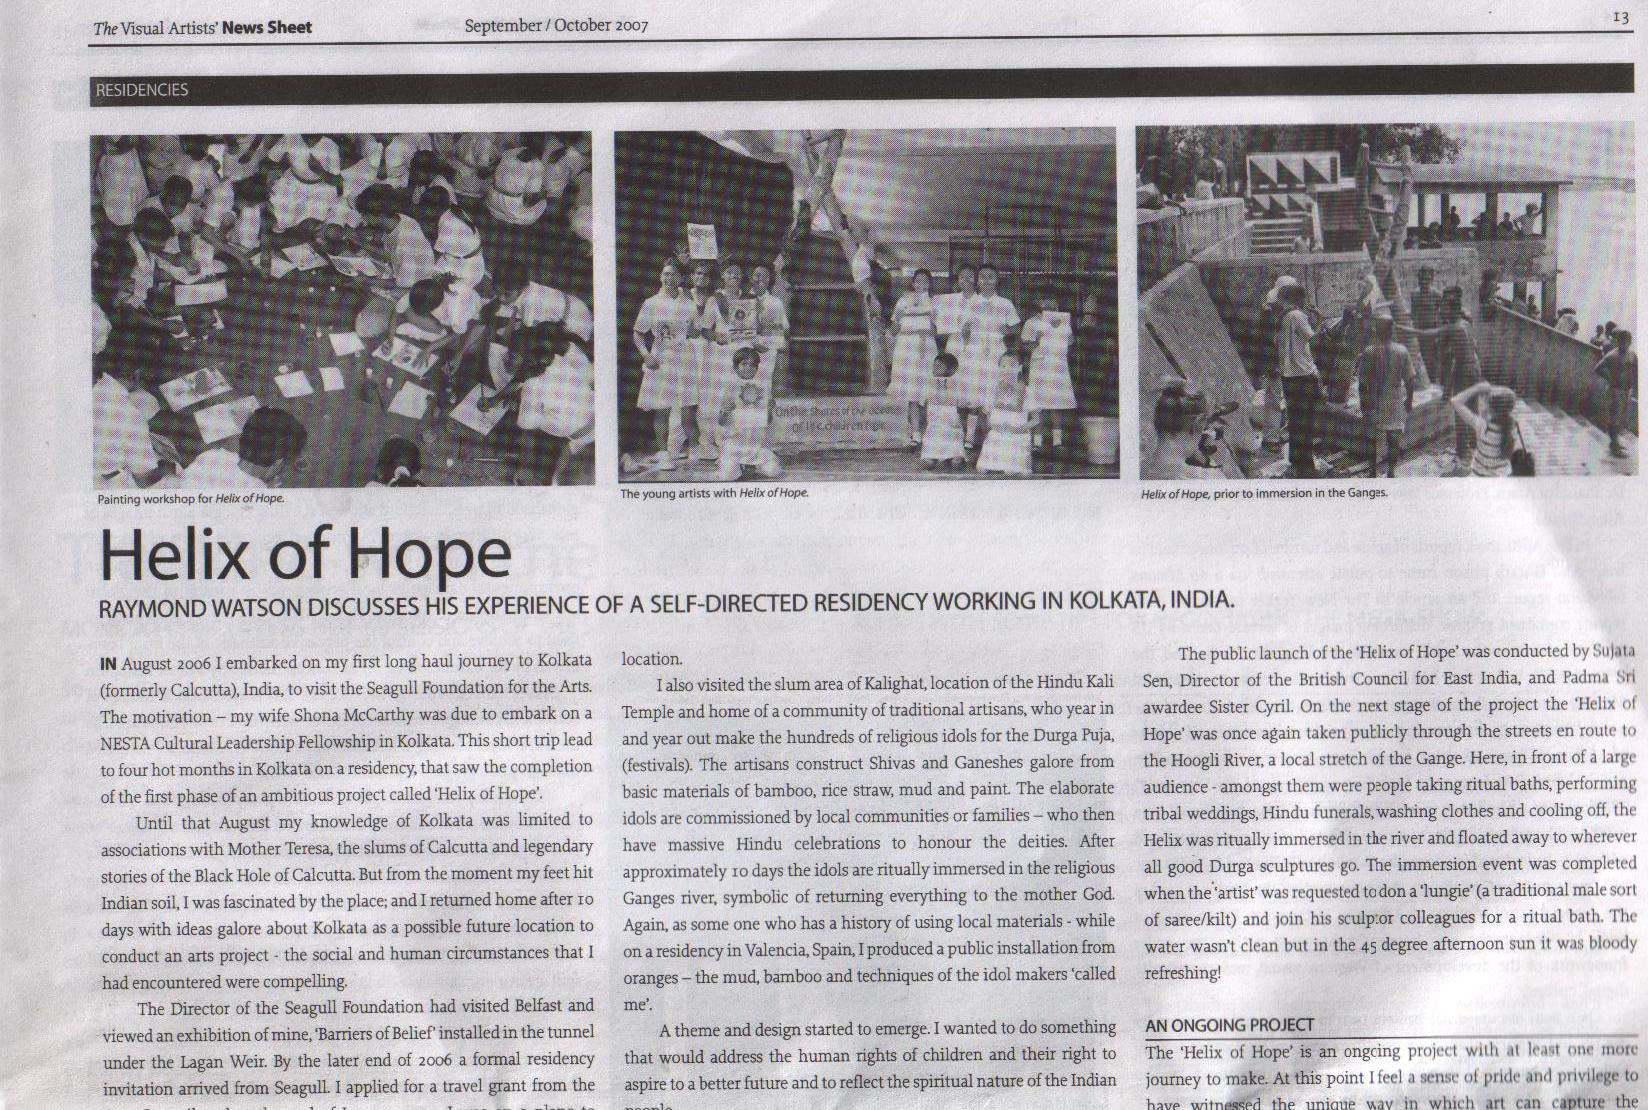 The Visual Artists' News Sheet
September / October 2007
13
RESIDENCIES
On the shores of the
of life children
Painting workshop for Helix of Hope.
The young artists with Helix of Hope.
Helix of Hope, prior to immersion in the Ganges.
Helix of Hope
RAYMOND WATSON DISCUSSES HIS EXPERIENCE OF A SELF-DIRECTED RESIDENCY WORKING IN KOLKATA, INDIA.
IN August 2006 I embarked on my first long haul journey to Kolkata
(formerly Calcutta), India, to visit the Seagull Foundation for the Arts.
The motivation – my wife Shona McCarthy was due to embark on a
NESTA Cultural Leadership Fellowship in Kolkata. This short trip lead
to four hot months in Kolkata on a residency, that saw the completion
of the first phase of an ambitious project called 'Helix of Hope'.
Until that August my knowledge of Kolkata was limited to
associations with Mother Teresa, the slums of Calcutta and legendary
stories of the Black Hole of Calcutta. But from the moment my feet hit
Indian soil, I was fascinated by the place; and I returned home after 10
days with ideas galore about Kolkata as a possible future location to
conduct an arts project - the social and human circumstances that I
had encountered were compelling.
The Director of the Seagull Foundation had visited Belfast and
viewed an exhibition of mine, 'Barriers of Belief' installed in the tunnel
under the Lagan Weir. By the later end of 2006 a formal residency
invitation arrived from Seagull. I applied for a travel grant from the
location.
I also visited the slum area of Kalighat, location of the Hindu Kali
Temple and home of a community of traditional artisans, who year in
and year out make the hundreds of religious idols for the Durga Puja,
(festivals). The artisans construct Shivas and Ganeshes galore from
basic materials of bamboo, rice straw, mud and paint. The elaborate
idols are commissioned by local communities or families – who then
have massive Hindu celebrations to honour the deities. After
approximately 10 days the idols are ritually immersed in the religious
Ganges river, symbolic of returning everything to the mother God.
Again, as some one who has a history of using local materials - while
on a residency in Valencia, Spain, I produced a public installation from
oranges – the mud, bamboo and techniques of the idol makers 'called
me'.
A theme and design started to emerge. I wanted to do something
that would address the human rights of children and their right to
aspire to a better future and to reflect the spiritual nature of the Indian
people.
The public launch of the 'Helix of Hope' was conducted by Sujata
Sen, Director of the British Council for East India, and Padma Sri
awardee Sister Cyril. On the next stage of the project the 'Helix of
Hope' was once again taken publicly through the streets en route to
the Hoogli River, a local stretch of the Gange. Here, in front of a large
audience - amongst them were people taking ritual baths, performing
tribal weddings, Hindu funerals, washing clothes and cooling off, the
Helix was ritually immersed in the river and floated away to wherever
all good Durga sculptures go. The immersion event was completed
when the 'artist' was requested to don a 'lungie' (a traditional male sort
of saree/kilt) and join his sculptor colleagues for a ritual bath. The
water wasn't clean but in the 45 degree afternoon sun it was bloody
refreshing!
AN ONGOING PROJECT
The 'Helix of Hope' is an ongoing project with at least one more
journey to make. At this point I feel a sense of pride and privilege to
have witnessed the unique way in which art can capture the